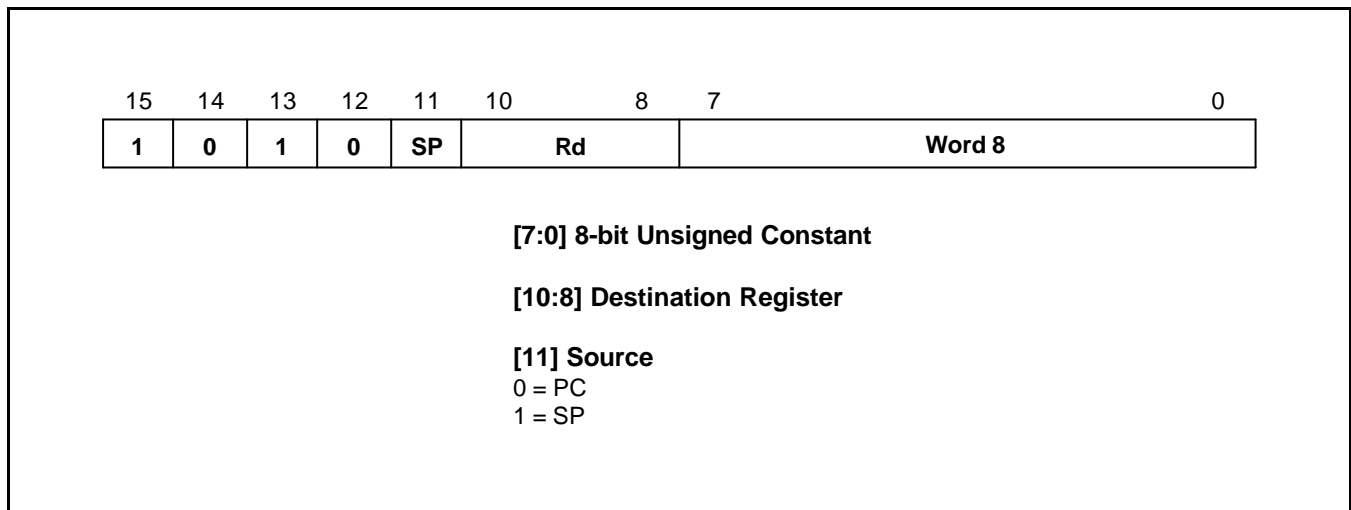 15 14 13 12 11 10 8 7 0
1 0 1 0 SP Rd Word 8
[7:0] 8-bit Unsigned Constant
[10:8] Destination Register
[11] Source
0 = PC
1 = SP